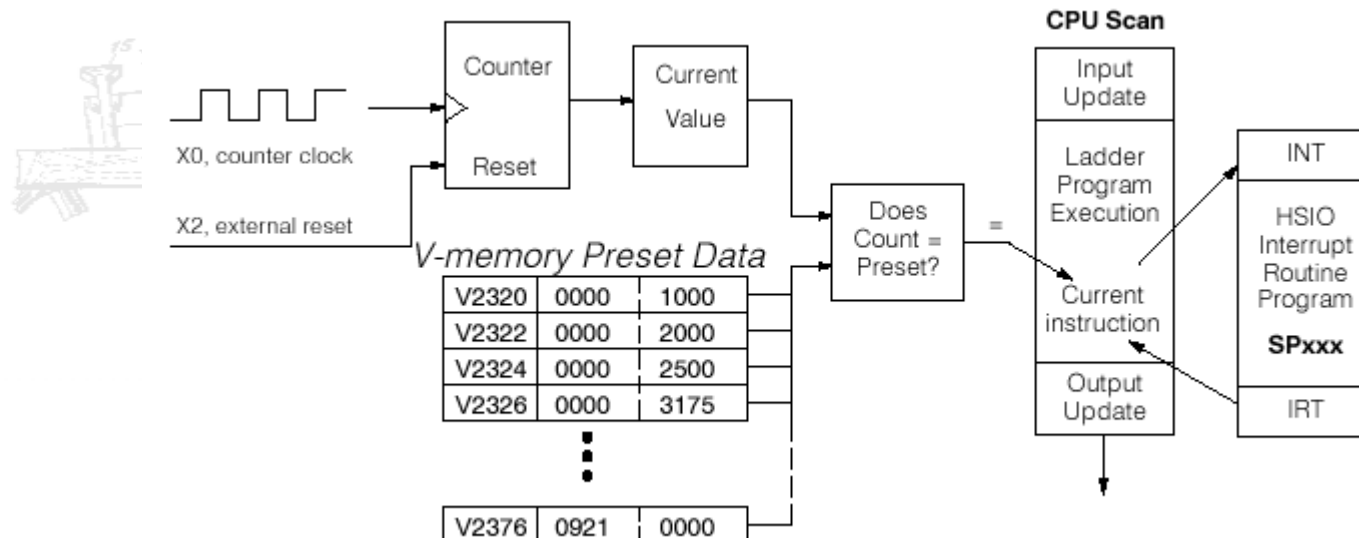 CPU Scan
Counter
Current
Value
Input
Update
X0, counter clock
Reset
Ladder
Program
Execution
INT
X2, external reset
Does
Count =
Preset?
=
HSIO
Interrupt
Routine
Program
V-memory Preset Data
V2320 0000 1000
V2322 0000 2000
V2324 0000 2500
V2326 0000 3175
Current
instruction
SPxxx
Output
Update
IRT
V2376 0921 0000